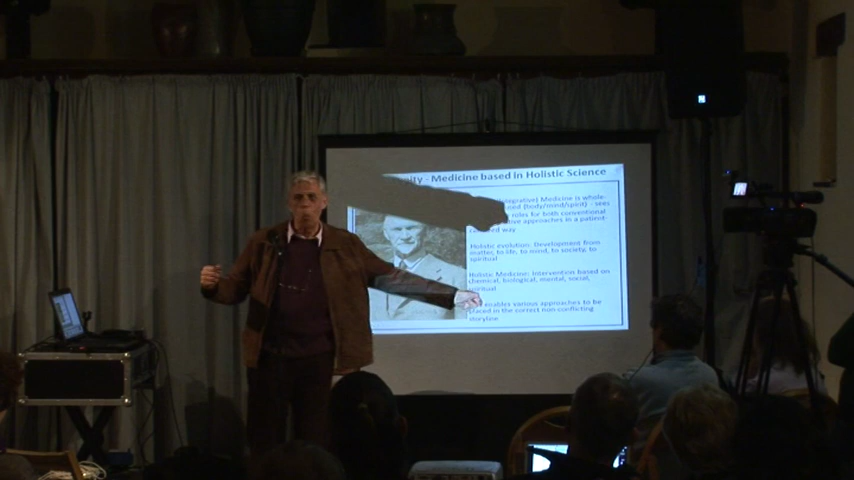 ity - Medicine based in Holistic Science
Integrative) Medicine is whole-
(body/mind/spirit) - sees
roles for both conventional
approaches in a patient-
way
Holistic evolution: Development from
matter, to life, to mind, to society, to
spiritual
Holistic Medicine: Intervention based on
chemical, biological, mental, social,
spiritual
enables various approaches to be
placed in the correct non conflicting
storyline